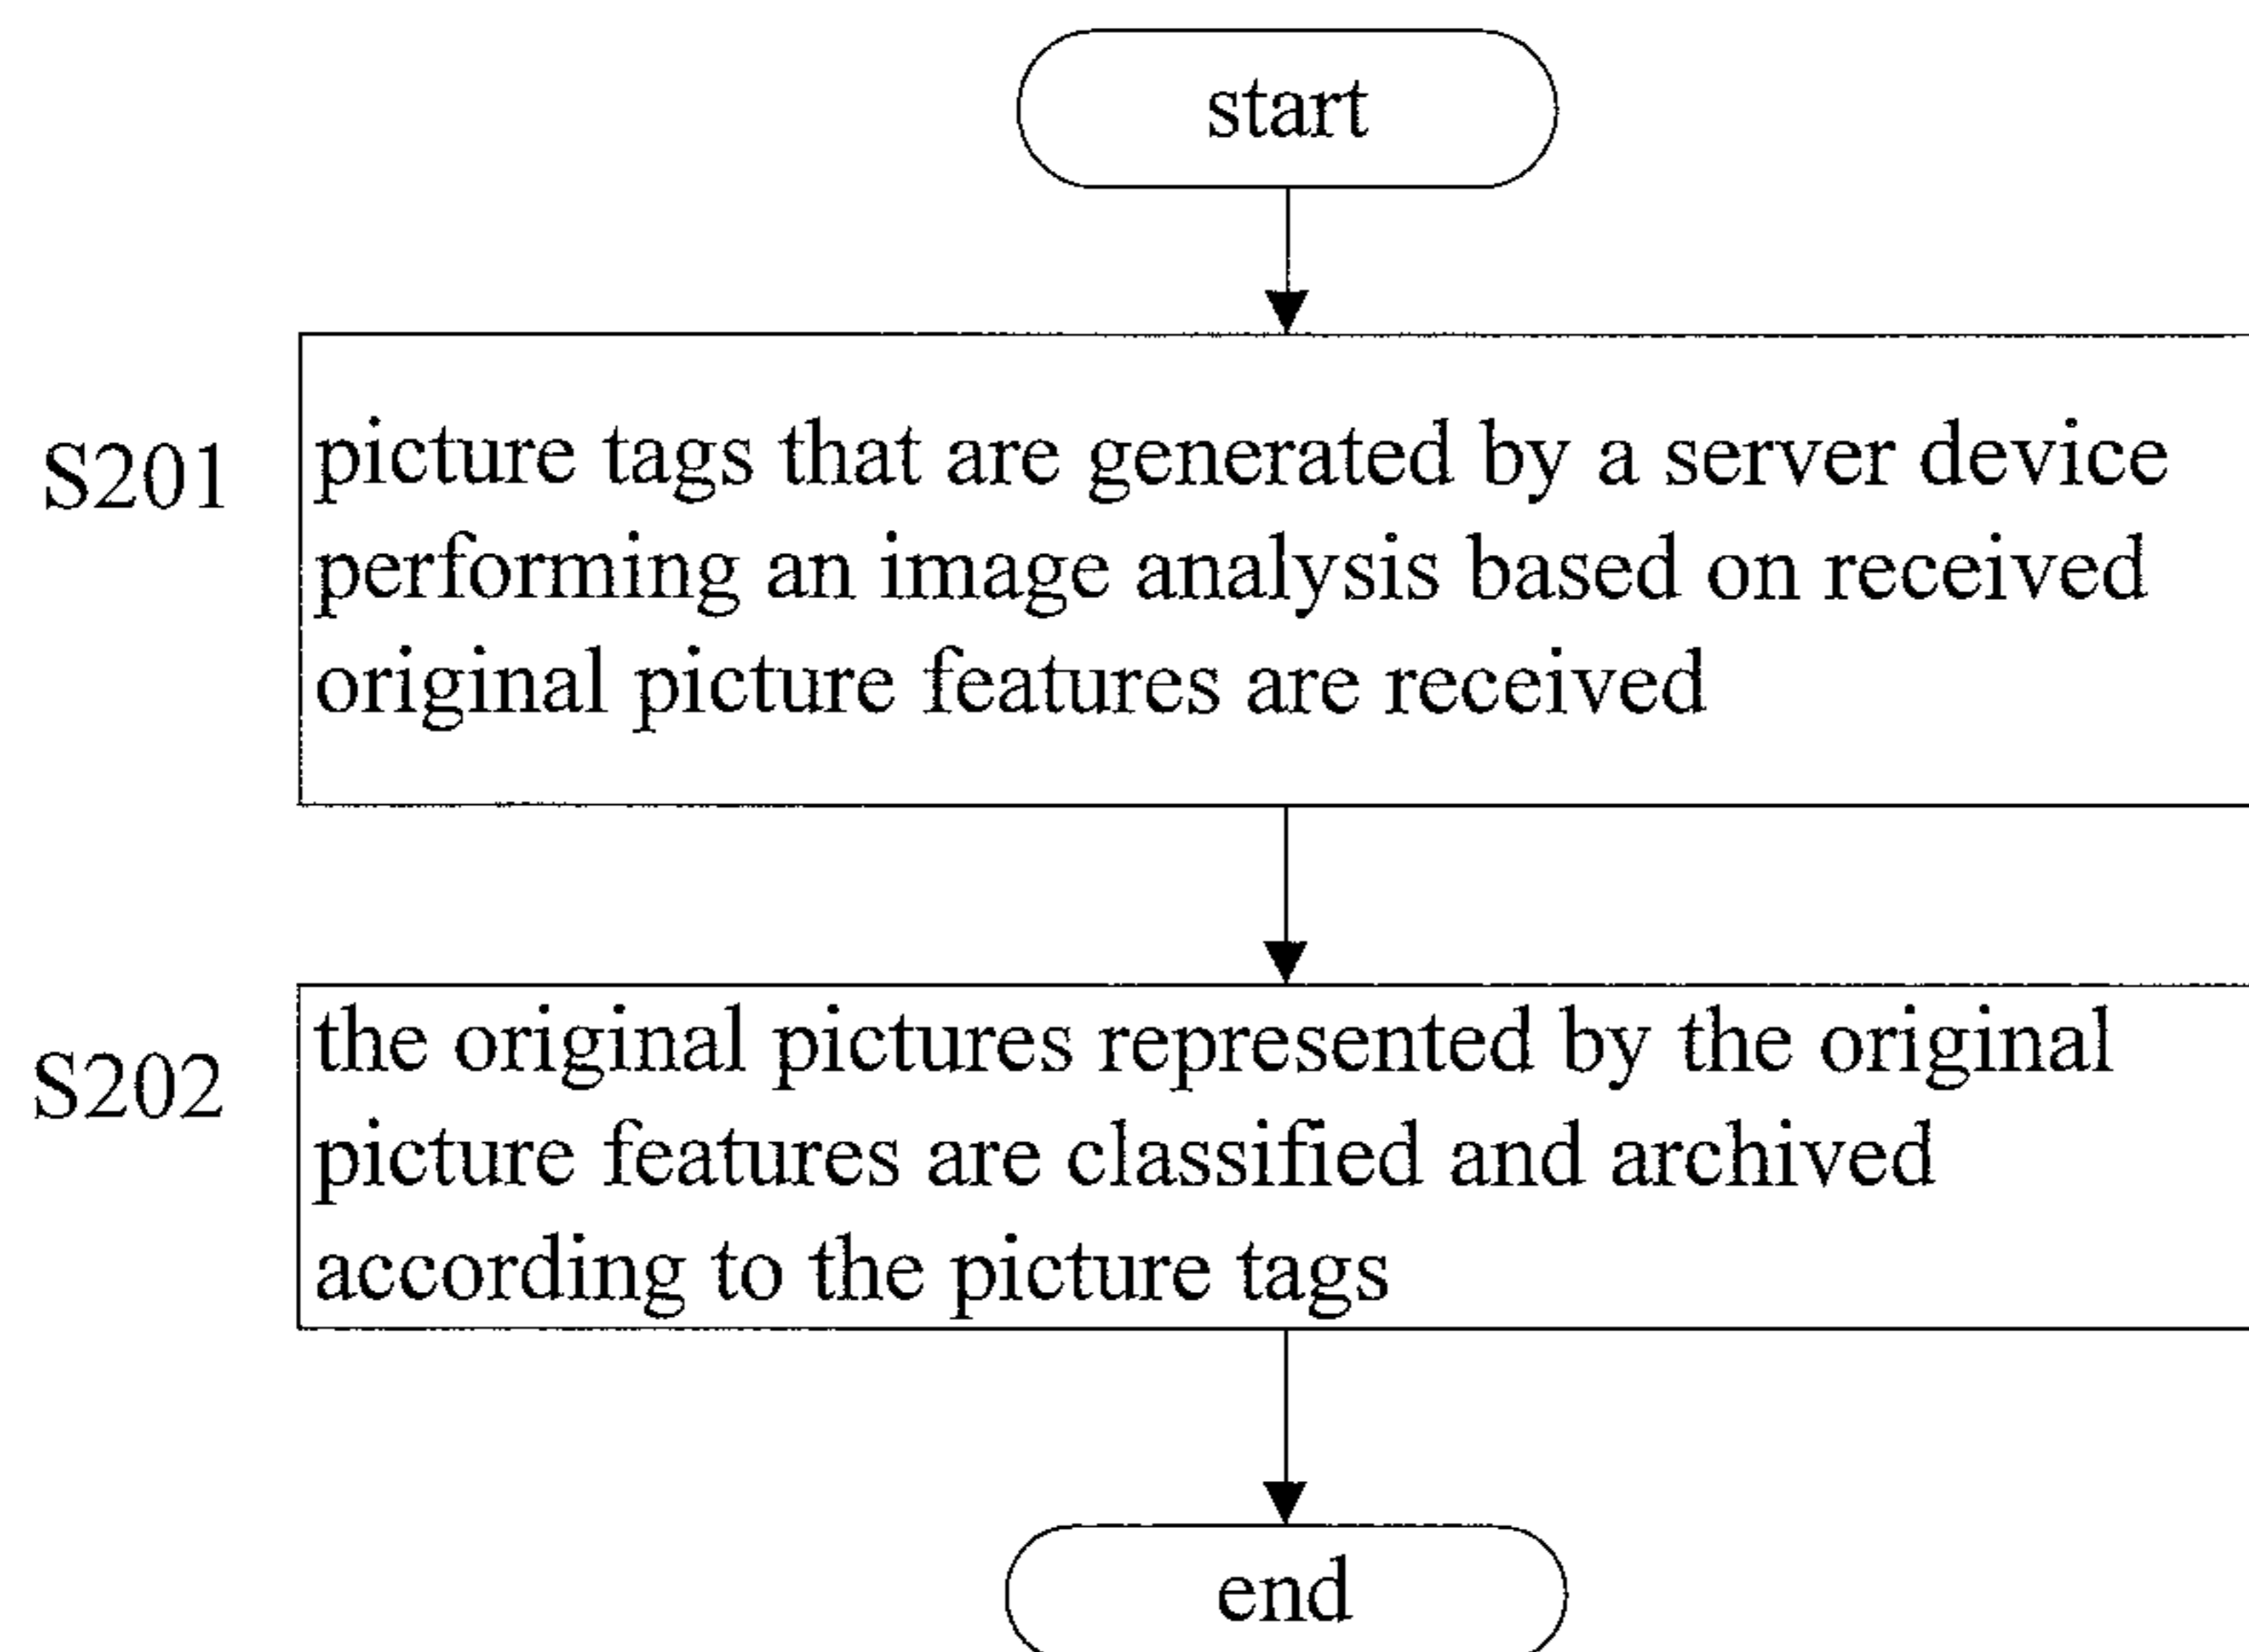 start
S201
picture tags that are generated by a server device
performing an image analysis based on received
original picture features are received
S202
the original pictures represented by the original
picture features are classified and archived
according to the picture tags
end